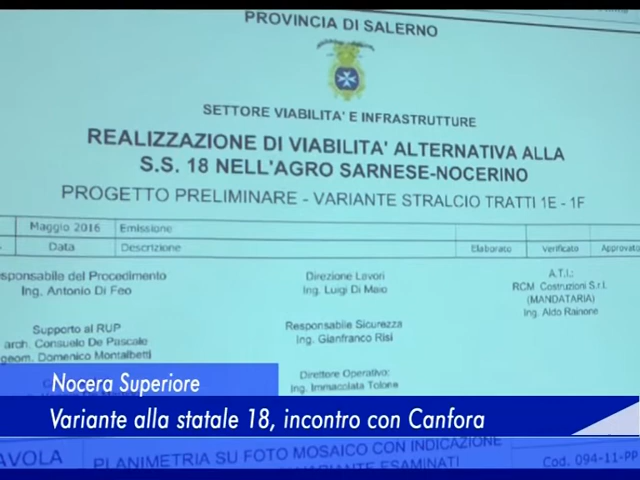 PROVINCIA DI SALERNO
SETTORE VIABILITA' E INFRASTRUTTURE
REALIZZAZIONE DI VIABILITA' ALTERNATIVA ALLA
S.S. 18 NELL'AGRO SARNESE-NOCERINO
PROGETTO PRELIMINARE - VARIANTE STRALCIO TRATTI 1E - 1F
Maggio 2016 Emissione
Data Descrizione Elaborato Verificato Approvato
sponsabile del Procedimento
Ing. Antonio Di Feo
Direzione Lavori
Ing. Luigi Di Maio
A.T.I.:
RCM Costruzioni S.r.l.
(MANDATARIA)
Ing. Aldo Rainone
Supporto al RUP
arch. Consuelo De Pascale
geom. Domenico Montalbetti
Responsabile Sicurezza
Ing. Gianfranco Risi
Direttore Operativo:
Ing. Immacolata Tolone
Nocera Superiore
Variante alla statale 18, incontro con Canfora
AVOLA
PLANIMETRIA SU FOTO MOSAICO CON INDICAZIONE
VARIANTE ESAMINATI
Cod. 094-11-PP